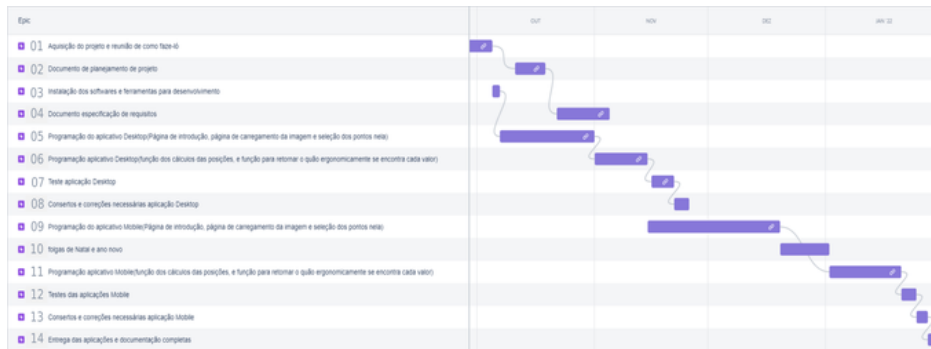 Epic OUT NOV DEZ JAN '22
01 Aquisição do projeto e reunião de como faze-lô
02 Documento de planejamento de projeto
03 Instalação dos softwares e ferramentas para desenvolvimento
04 Documento especificação de requisitos
05 Programação do aplicativo Desktop(Página de introdução, página de carregamento da imagem e seleção dos pontos nela)
06 Programação aplicativo Desktop(função dos cálculos das posições, e função para retornar o quão ergonomicamente se encontra cada valor)
07 Teste aplicação Desktop
08 Consertos e correções necessárias aplicação Desktop
09 Programação do aplicativo Mobile(Página de introdução, página de carregamento da imagem e seleção dos pontos nela)
10 folgas de Natal e ano novo
11 Programação aplicativo Mobile(função dos cálculos das posições, e função para retornar o quão ergonomicamente se encontra cada valor)
12 Testes das aplicações Mobile
13 Consertos e correções necessárias aplicação Mobile
14 Entrega das aplicações e documentação completas